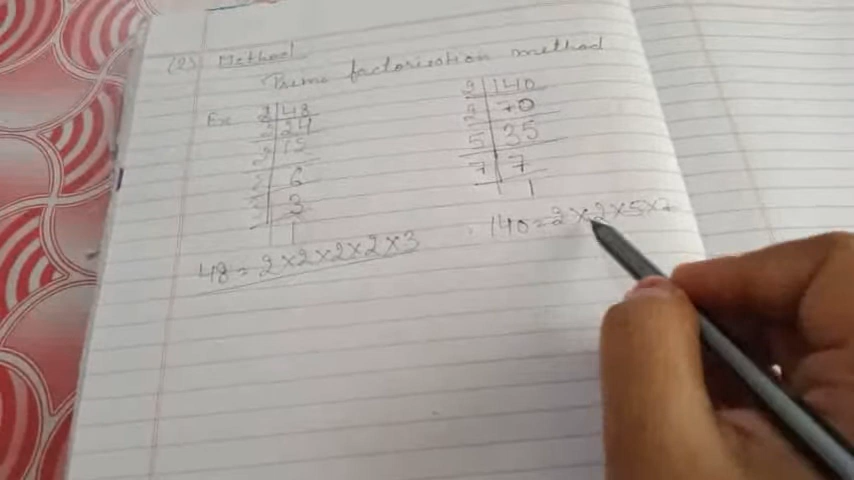 (2) Method
Prime factorisation method
Ex 2 | 48
2 | 24
2 | 12
2 | 6
3 | 3
1
48 = 2×2×2×2×3
2 | 140
2 | 70
5 | 35
7 | 7
1
140 = 2×2×5×7